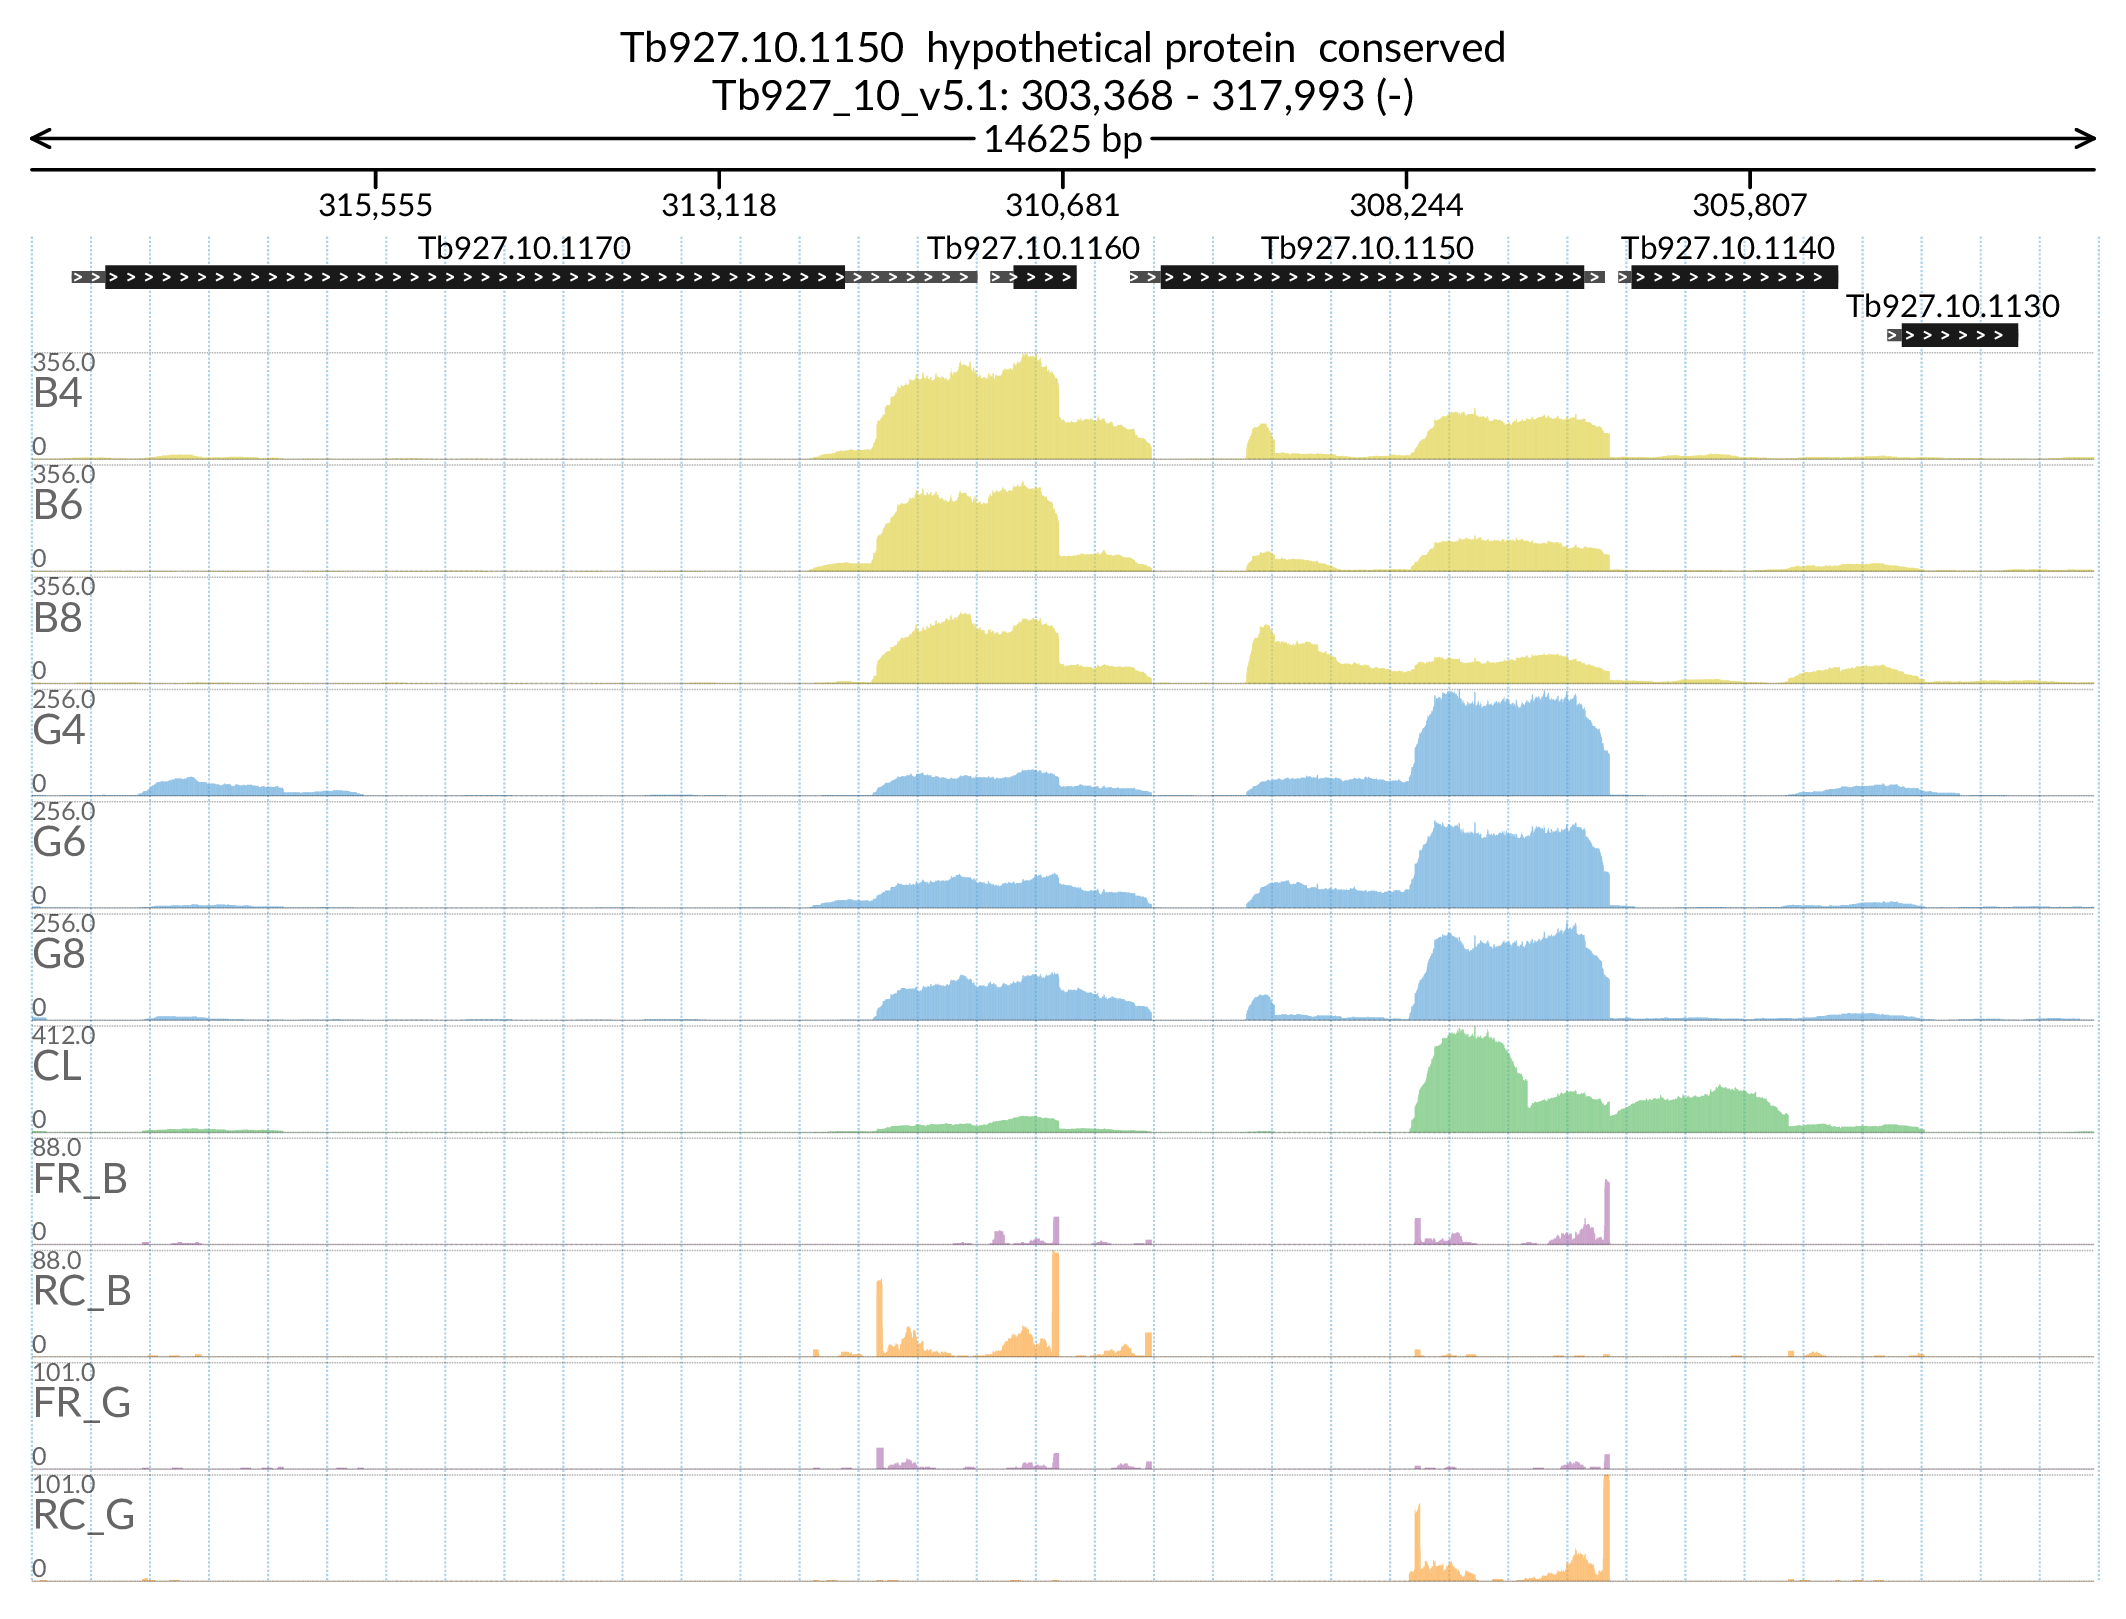 Tb927.10.1150  hypothetical protein  conserved
Tb927_10_v5.1: 303,368 - 317,993 (-)
14625 bp
315,555 313,118 310,681 308,244 305,807
Tb927.10.1170 Tb927.10.1160 Tb927.10.1150 Tb927.10.1140
Tb927.10.1130
356.0
B4
0
356.0
B6
0
356.0
B8
0
256.0
G4
0
256.0
G6
0
256.0
G8
0
412.0
CL
0
88.0
FR_B
0
88.0
RC_B
0
101.0
FR_G
0
101.0
RC_G
0